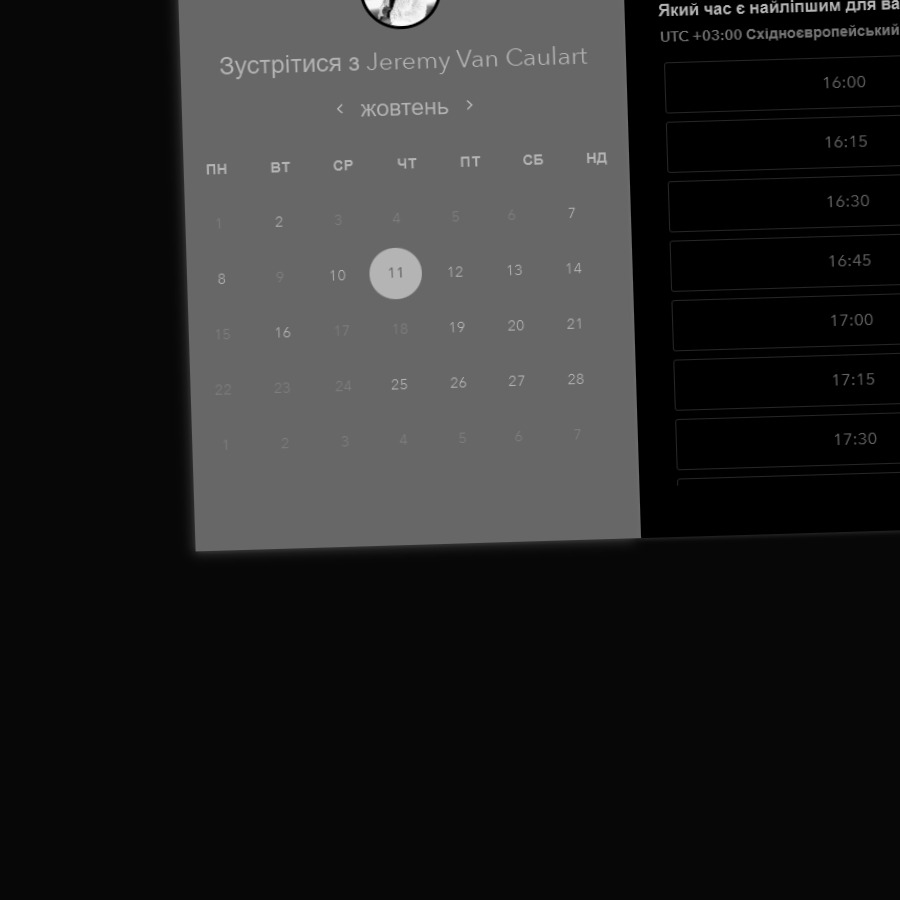 Зустрітися з Jeremy Van Caulart
жовтень
ПН ВТ СР ЧТ ПТ СБ НД
1 2 3 4 5 6 7
8 9 10 11 12 13 14
15 16 17 18 19 20 21
22 23 24 25 26 27 28
1 2 3 4 5 6 7
Який час є найліпшим для
UTC +03:00 Східноєвропейський
16:00
16:15
16:30
16:45
17:00
17:15
17:30